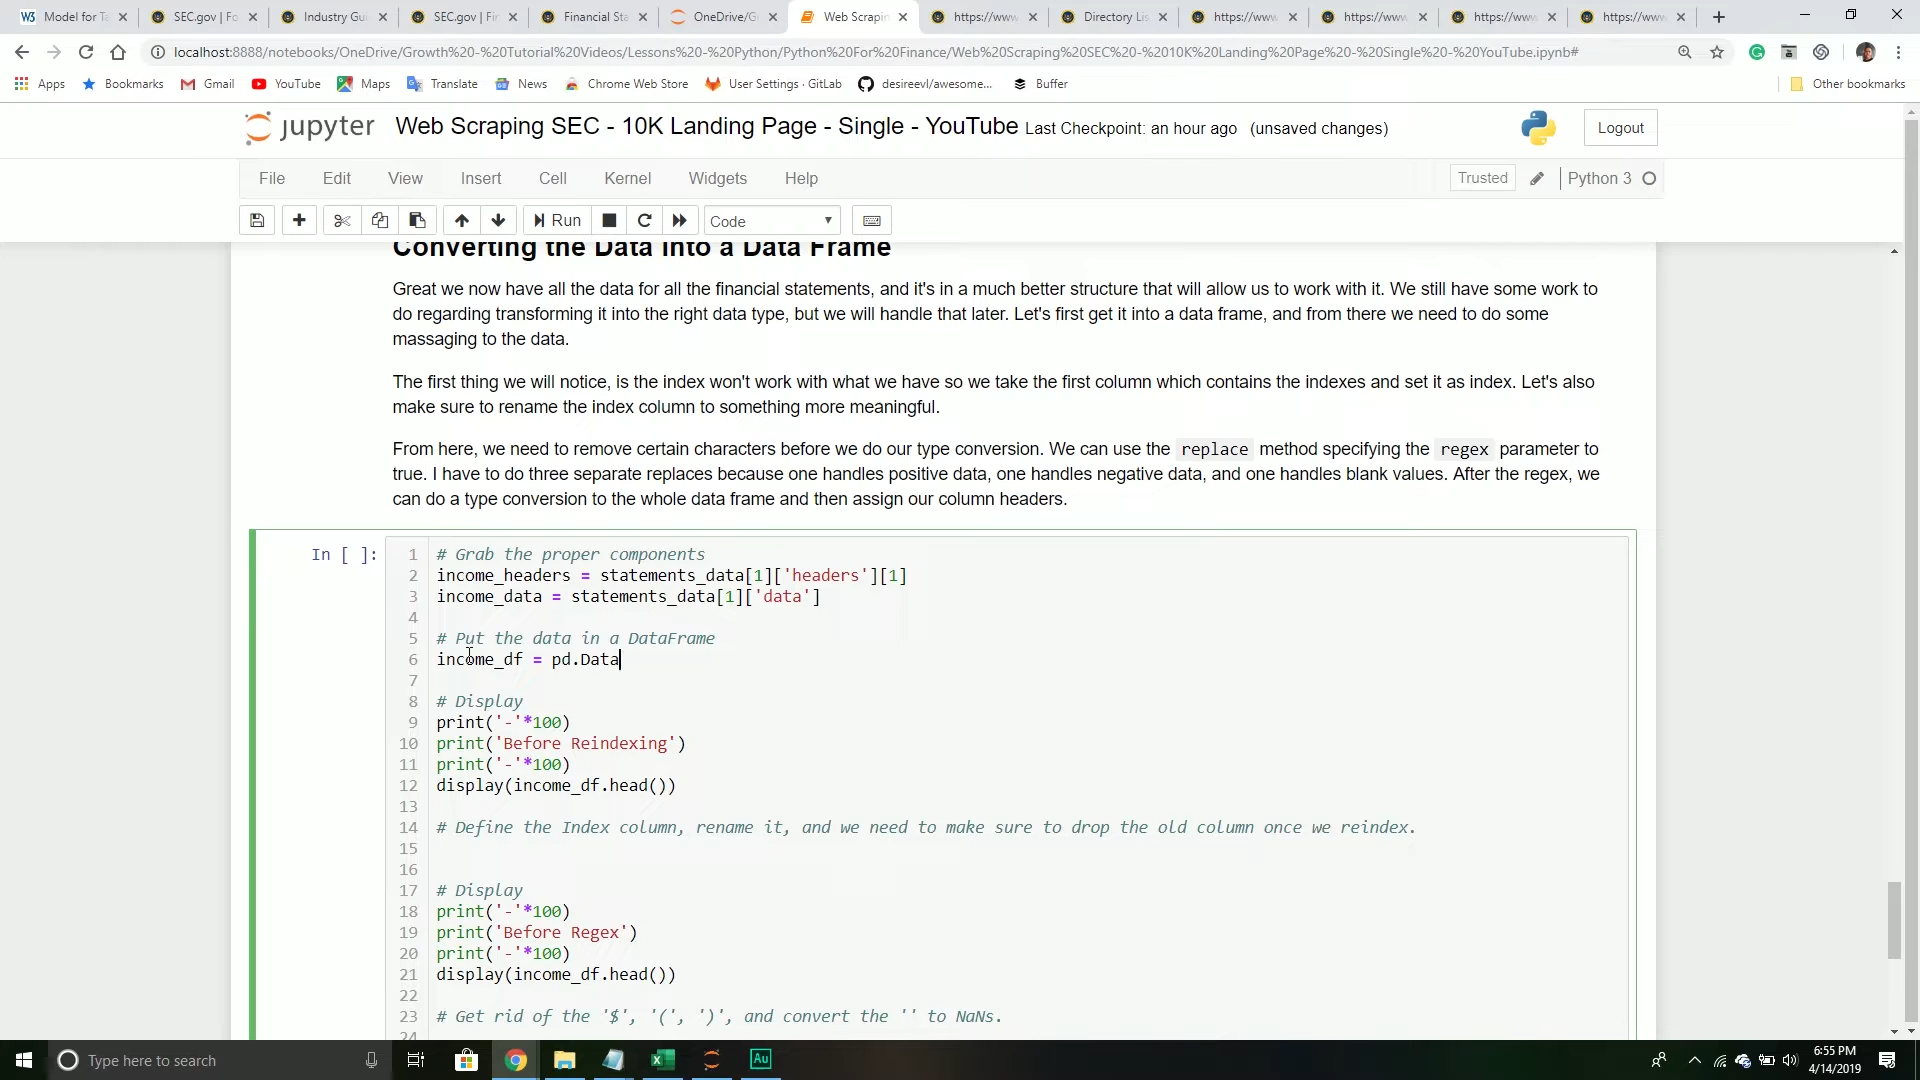 Model for Ta
SEC.gov | Fo
Industry Gui
SEC.gov | Fin
Financial Sta
OneDrive/G
Web Scrapin
https://www
Directory Lis
https://www
https://www
https://www
https://www
localhost:8888/notebooks/OneDrive/Growth%20-%20Tutorial%20Videos/Lessons%20-%20Python/Python%20For%20Finance/Web%20Scraping%20SEC%20-%2010K%20Landing%20Page%20-%20Single%20-%20YouTube.ipynb#
Apps Bookmarks Gmail YouTube Maps Translate News Chrome Web Store User Settings · GitLab desireevl/awesome... Buffer Other bookmarks
jupyter Web Scraping SEC - 10K Landing Page - Single - YouTube Last Checkpoint: an hour ago (unsaved changes) Logout
File Edit View Insert Cell Kernel Widgets Help Trusted Python 3
Run Code
Converting the Data into a Data Frame
Great we now have all the data for all the financial statements, and it's in a much better structure that will allow us to work with it. We still have some work to
do regarding transforming it into the right data type, but we will handle that later. Let's first get it into a data frame, and from there we need to do some
massaging to the data.
The first thing we will notice, is the index won't work with what we have so we take the first column which contains the indexes and set it as index. Let's also
make sure to rename the index column to something more meaningful.
From here, we need to remove certain characters before we do our type conversion. We can use the replace method specifying the regex parameter to
true. I have to do three separate replaces because one handles positive data, one handles negative data, and one handles blank values. After the regex, we
can do a type conversion to the whole data frame and then assign our column headers.
In [ ]:
1 # Grab the proper components
2 income_headers = statements_data[1]['headers'][1]
3 income_data = statements_data[1]['data']
4
5 # Put the data in a DataFrame
6 income_df = pd.Data
7
8 # Display
9 print('-'*100)
10 print('Before Reindexing')
11 print('-'*100)
12 display(income_df.head())
13
14 # Define the Index column, rename it, and we need to make sure to drop the old column once we reindex.
15
16
17 # Display
18 print('-'*100)
19 print('Before Regex')
20 print('-'*100)
21 display(income_df.head())
22
23 # Get rid of the '$', '(', ')', and convert the '' to NaNs.
24
Type here to search
Au
6:55 PM
4/14/2019